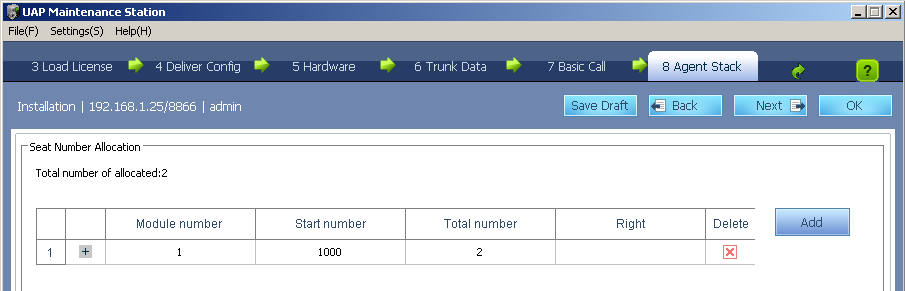 UAP Maintenance Station
File(F) Settings(S) Help(H)
3 Load License 4 Deliver Config 5 Hardware 6 Trunk Data 7 Basic Call 8 Agent Stack ?
Installation | 192.168.1.25/8866 | admin Save Draft Back Next OK
Seat Number Allocation
Total number of allocated:2
Module number Start number Total number Right Delete Add
1 + 1 1000 2